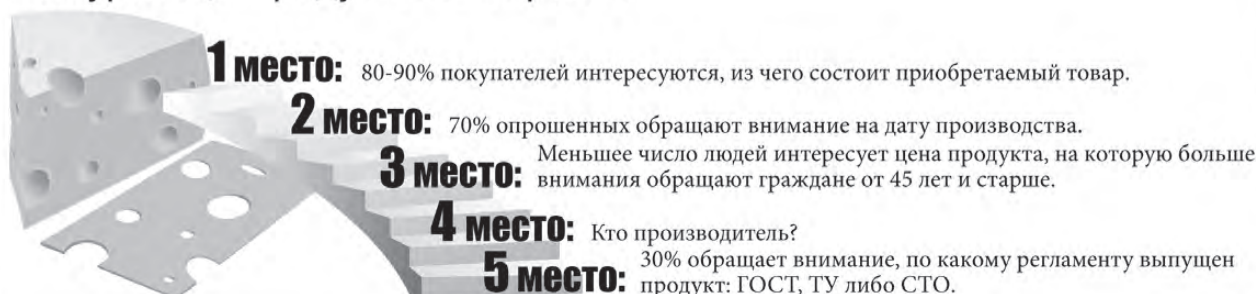 1 место: 80-90% покупателей интересуются, из чего состоит приобретаемый товар.
2 место: 70% опрошенных обращают внимание на дату производства.
3 место: Меньшее число людей интересует цена продукта, на которую больше
внимания обращают граждане от 45 лет и старше.
4 место: Кто производитель?
5 место: 30% обращает внимание, по какому регламенту выпущен
продукт: ГОСТ, ТУ либо СТО.